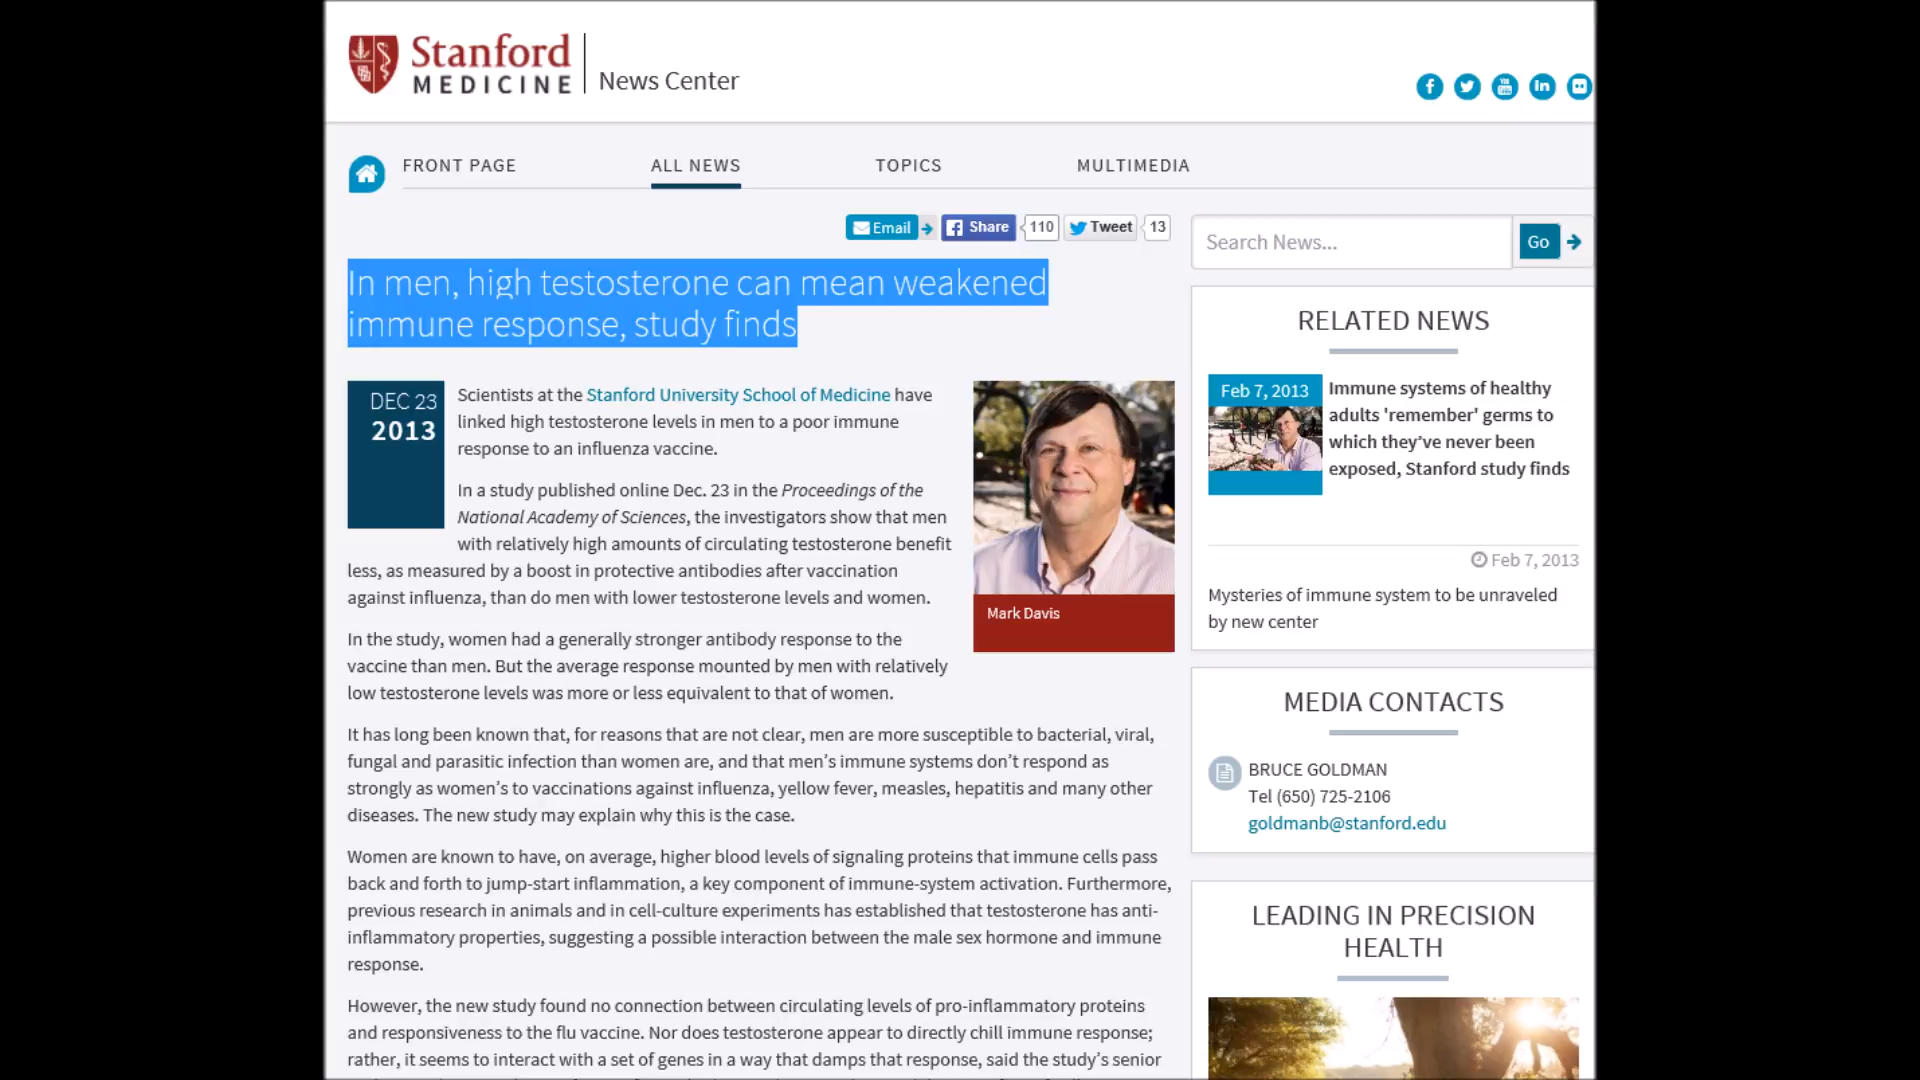 Stanford
MEDICINE
News Center
FRONT PAGE
ALL NEWS
TOPICS
MULTIMEDIA
Email
Share
110
Tweet
13
Search News...
Go
In men, high testosterone can mean weakened
immune response, study finds
DEC 23
2013
Scientists at the Stanford University School of Medicine have
linked high testosterone levels in men to a poor immune
response to an influenza vaccine.
In a study published online Dec. 23 in the Proceedings of the
National Academy of Sciences, the investigators show that men
with relatively high amounts of circulating testosterone benefit
less, as measured by a boost in protective antibodies after vaccination
against influenza, than do men with lower testosterone levels and women.
Mark Davis
In the study, women had a generally stronger antibody response to the
vaccine than men. But the average response mounted by men with relatively
low testosterone levels was more or less equivalent to that of women.
It has long been known that, for reasons that are not clear, men are more susceptible to bacterial, viral,
fungal and parasitic infection than women are, and that men’s immune systems don’t respond as
strongly as women’s to vaccinations against influenza, yellow fever, measles, hepatitis and many other
diseases. The new study may explain why this is the case.
Women are known to have, on average, higher blood levels of signaling proteins that immune cells pass
back and forth to jump-start inflammation, a key component of immune-system activation. Furthermore,
previous research in animals and in cell-culture experiments has established that testosterone has anti-
inflammatory properties, suggesting a possible interaction between the male sex hormone and immune
response.
However, the new study found no connection between circulating levels of pro-inflammatory proteins
and responsiveness to the flu vaccine. Nor does testosterone appear to directly chill immune response;
rather, it seems to interact with a set of genes in a way that damps that response, said the study’s senior
RELATED NEWS
Feb 7, 2013
Immune systems of healthy
adults 'remember' germs to
which they’ve never been
exposed, Stanford study finds
Feb 7, 2013
Mysteries of immune system to be unraveled
by new center
MEDIA CONTACTS
BRUCE GOLDMAN
Tel (650) 725-2106
goldmanb@stanford.edu
LEADING IN PRECISION
HEALTH